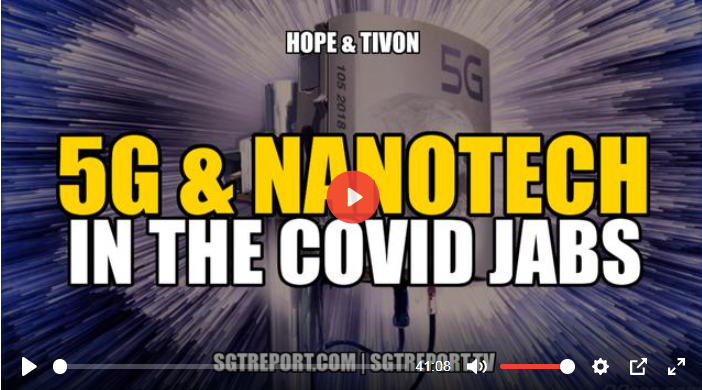 HOPE & TIVON
5G
105 2018
5G & NANOTECH
IN THE COVID JABS
SGTREPORT.COM | SGTREPORT.TV
41:08